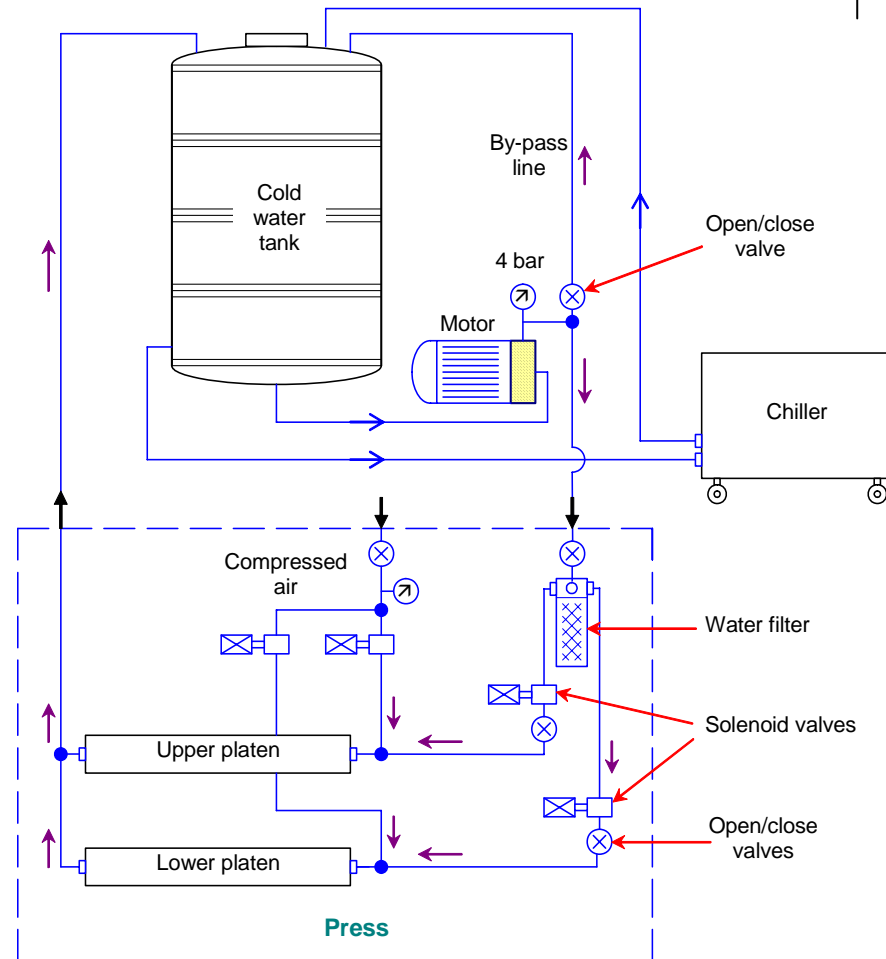 By-pass
line
Cold
water
tank
Open/close
valve
4 bar
Motor
Chiller
Compressed
air
Water filter
Solenoid valves
Upper platen
Open/close
valves
Lower platen
Press